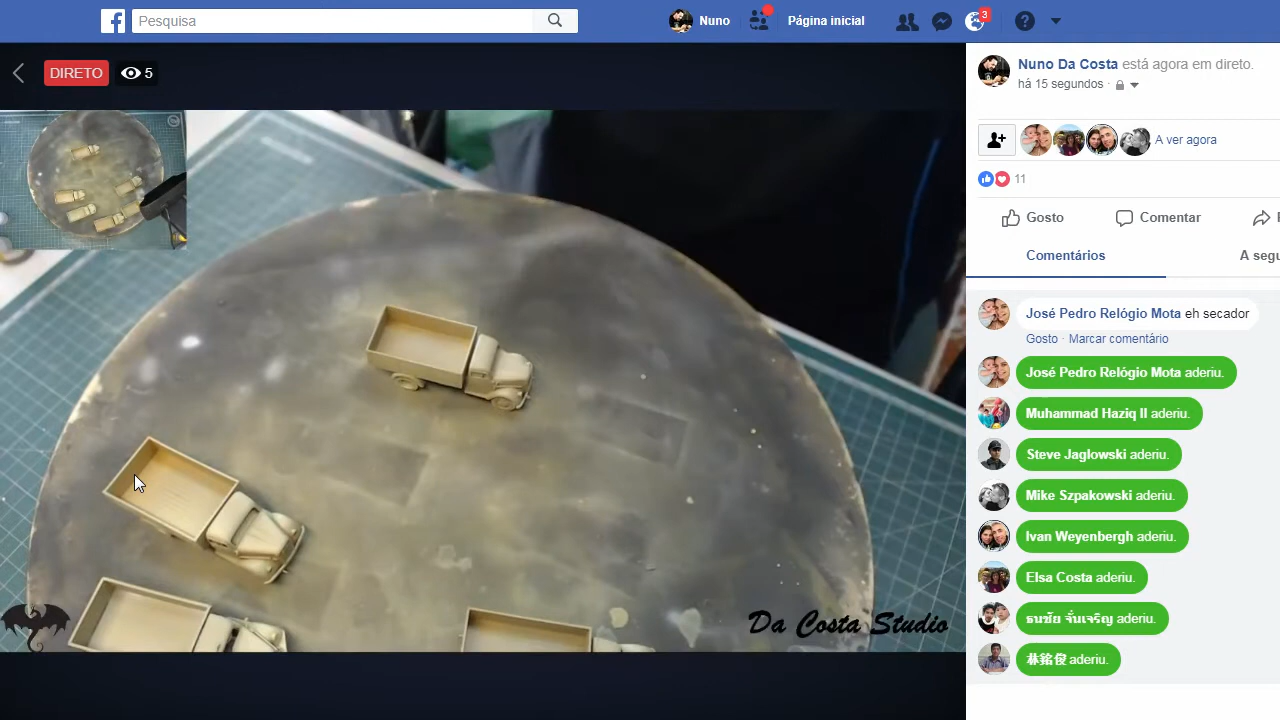 f
Pesquisa
Nuno
Página inicial
3
DIRETO
5
Nuno Da Costa está agora em direto.
há 15 segundos ·
A ver agora
11
Gosto
Comentar
Comentários
A segu
José Pedro Relógio Mota eh secador
Gosto · Marcar comentário
José Pedro Relógio Mota aderiu.
Muhammad Haziq II aderiu.
Steve Jaglowski aderiu.
Mike Szpakowski aderiu.
Ivan Weyenbergh aderiu.
Elsa Costa aderiu.
ธนชัย จั่นเจริญ aderiu.
林銘俊 aderiu.
Da Costa Studio